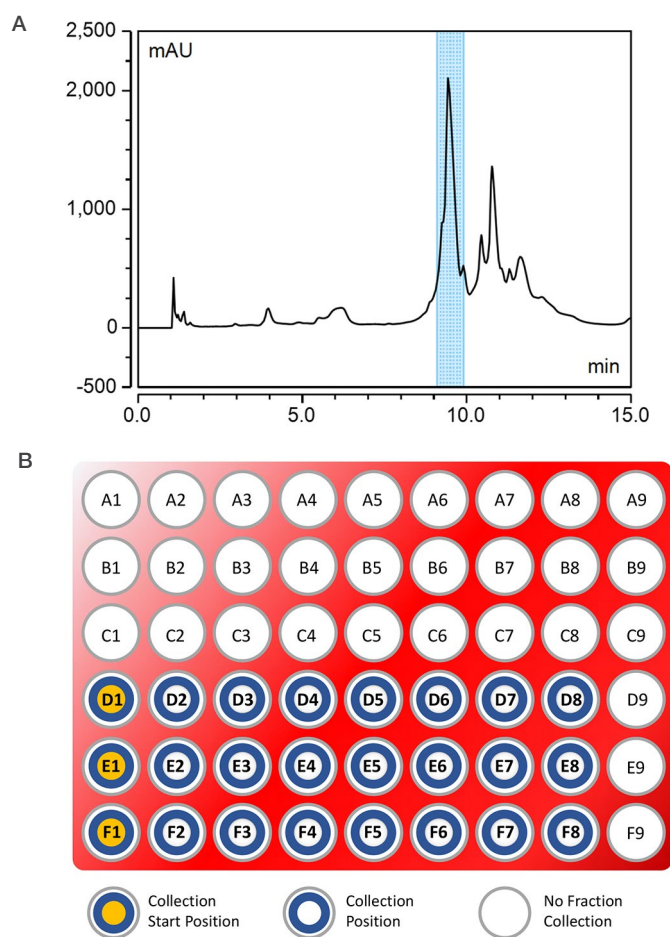 A
2,500
mAU
2,000
1,000
0
-500
min
0.0 5.0 10.0 15.0
B
A1 A2 A3 A4 A5 A6 A7 A8 A9
B1 B2 B3 B4 B5 B6 B7 B8 B9
C1 C2 C3 C4 C5 C6 C7 C8 C9
D1 D2 D3 D4 D5 D6 D7 D8 D9
E1 E2 E3 E4 E5 E6 E7 E8 E9
F1 F2 F3 F4 F5 F6 F7 F8 F9
Collection
Start Position
Collection
Position
No Fraction
Collection